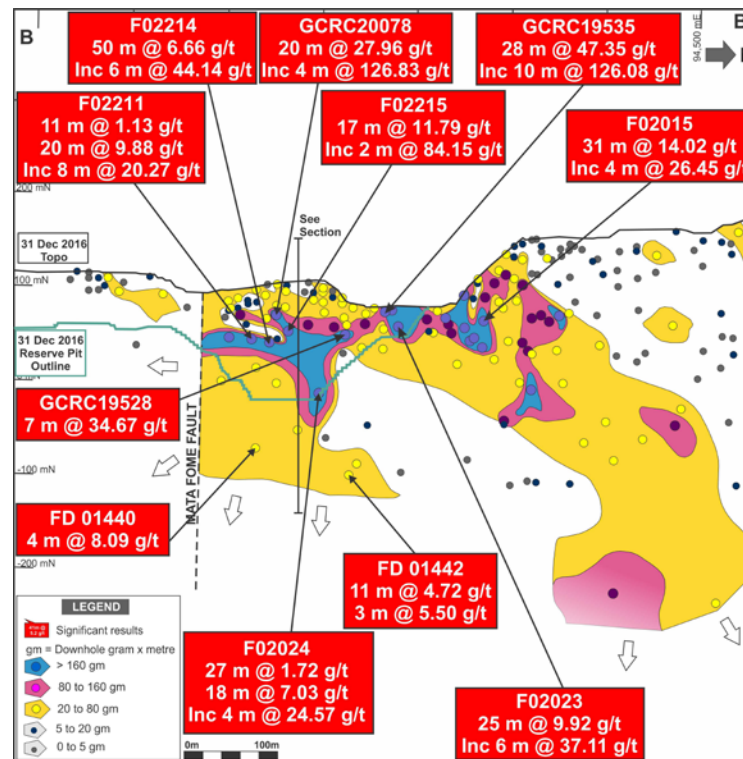 B
F02214
50 m @ 6.66 g/t
Inc 6 m @ 44.14 g/t
GCRC20078
20 m @ 27.96 g/t
Inc 4 m @ 126.83 g/t
GCRC19535
28 m @ 47.35 g/t
Inc 10 m @ 126.08 g/t
94,500 mE
B
F02211
11 m @ 1.13 g/t
20 m @ 9.88 g/t
Inc 8 m @ 20.27 g/t
F02215
17 m @ 11.79 g/t
Inc 2 m @ 84.15 g/t
F02015
31 m @ 14.02 g/t
Inc 4 m @ 26.45 g/t
200 mN
See
Section
31 Dec 2016
Topo
100 mN
31 Dec 2016
Reserve Pit
Outline
mN
GCRC19528
7 m @ 34.67 g/t
MATA FOME FAULT
-100 mN
FD 01440
4 m @ 8.09 g/t
FD 01442
11 m @ 4.72 g/t
3 m @ 5.50 g/t
-200 mN
LEGEND
Significant results
gm = Downhole gram x metre
> 160 gm
80 to 160 gm
20 to 80 gm
5 to 20 gm
0 to 5 gm
F02024
27 m @ 1.72 g/t
18 m @ 7.03 g/t
Inc 4 m @ 24.57 g/t
F02023
25 m @ 9.92 g/t
Inc 6 m @ 37.11 g/t
0m 100m